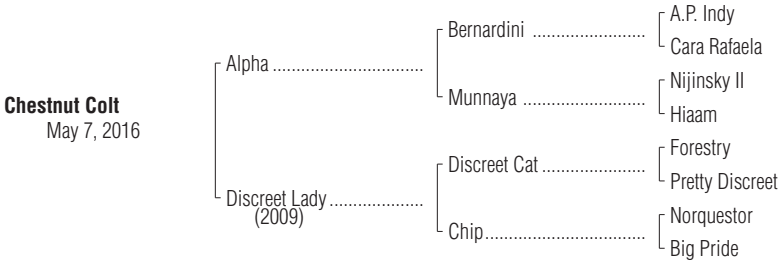 A.P. Indy
Bernardini ........................
Cara Rafaela
Alpha ................................
Nijinsky II
Munnaya ..........................
Hiaam
Chestnut Colt
May 7, 2016
Forestry
Discreet Cat ......................
Pretty Discreet
Discreet Lady ....................
(2009)
Norquestor
Chip..................................
Big Pride